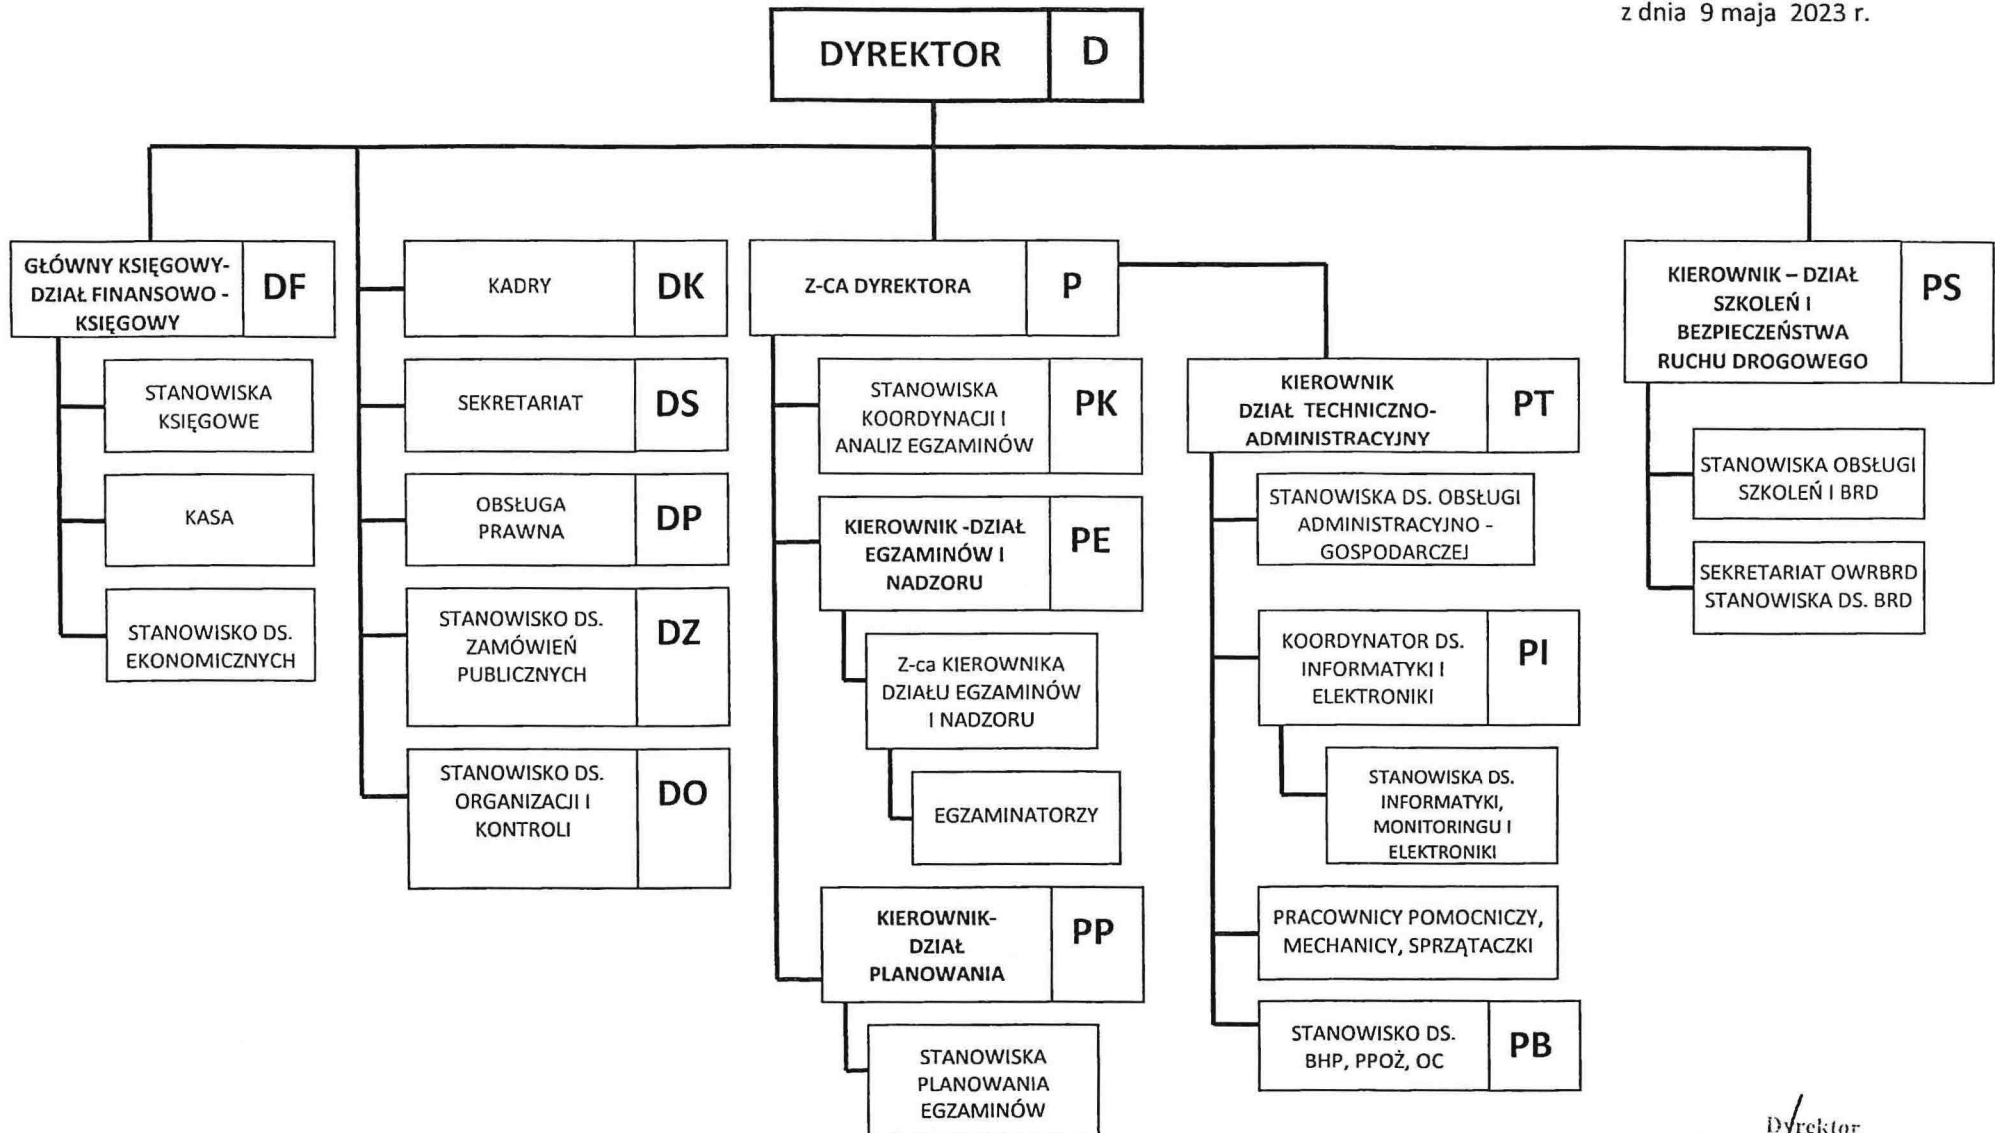 z dnia 9 maja 2023 r.
DYREKTOR
D
GŁÓWNY KSIĘGOWY-
DZIAŁ FINANSOWO -
KSIĘGOWY
DF
STANOWISKA
KSIĘGOWE
KASA
STANOWISKO DS.
EKONOMICZNYCH
KADRY
DK
SEKRETARIAT
DS
OBSŁUGA
PRAWNA
DP
STANOWISKO DS.
ZAMÓWIEŃ
PUBLICZNYCH
DZ
STANOWISKO DS.
ORGANIZACJI I
KONTROLI
DO
Z-CA DYREKTORA
P
STANOWISKA
KOORDYNACJI I
ANALIZ EGZAMINÓW
PK
KIEROWNIK -DZIAŁ
EGZAMINÓW I
NADZORU
PE
Z-ca KIEROWNIKA
DZIAŁU EGZAMINÓW
I NADZORU
EGZAMINATORZY
KIEROWNIK-
DZIAŁ
PLANOWANIA
PP
STANOWISKA
PLANOWANIA
EGZAMINÓW
KIEROWNIK
DZIAŁ TECHNICZNO-
ADMINISTRACYJNY
PT
STANOWISKA DS. OBSŁUGI
ADMINISTRACYJNO -
GOSPODARCZEJ
KOORDYNATOR DS.
INFORMATYKI I
ELEKTRONIKI
PI
STANOWISKA DS.
INFORMATYKI,
MONITORINGU I
ELEKTRONIKI
PRACOWNICY POMOCNICZY,
MECHANICY, SPRZĄTACZKI
STANOWISKO DS.
BHP, PPOŻ, OC
PB
KIEROWNIK – DZIAŁ
SZKOLEŃ I
BEZPIECZEŃSTWA
RUCHU DROGOWEGO
PS
STANOWISKA OBSŁUGI
SZKOLEŃ I BRD
SEKRETARIAT OWRBRD
STANOWISKA DS. BRD
Dyrektor